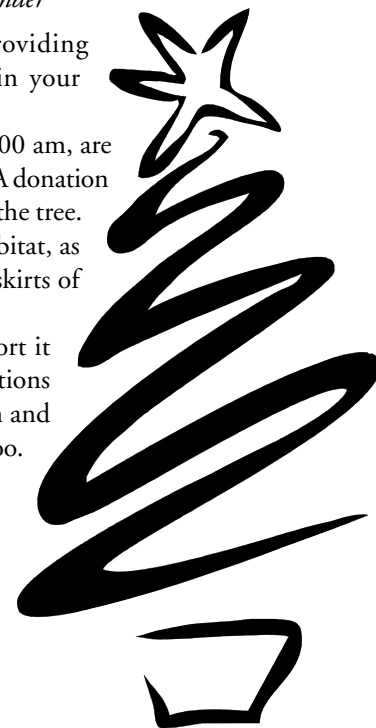 nder
roviding
in your
00 am, are
A donation
the tree.
bitat, as
skirts of
ort it
tions
n and
oo.